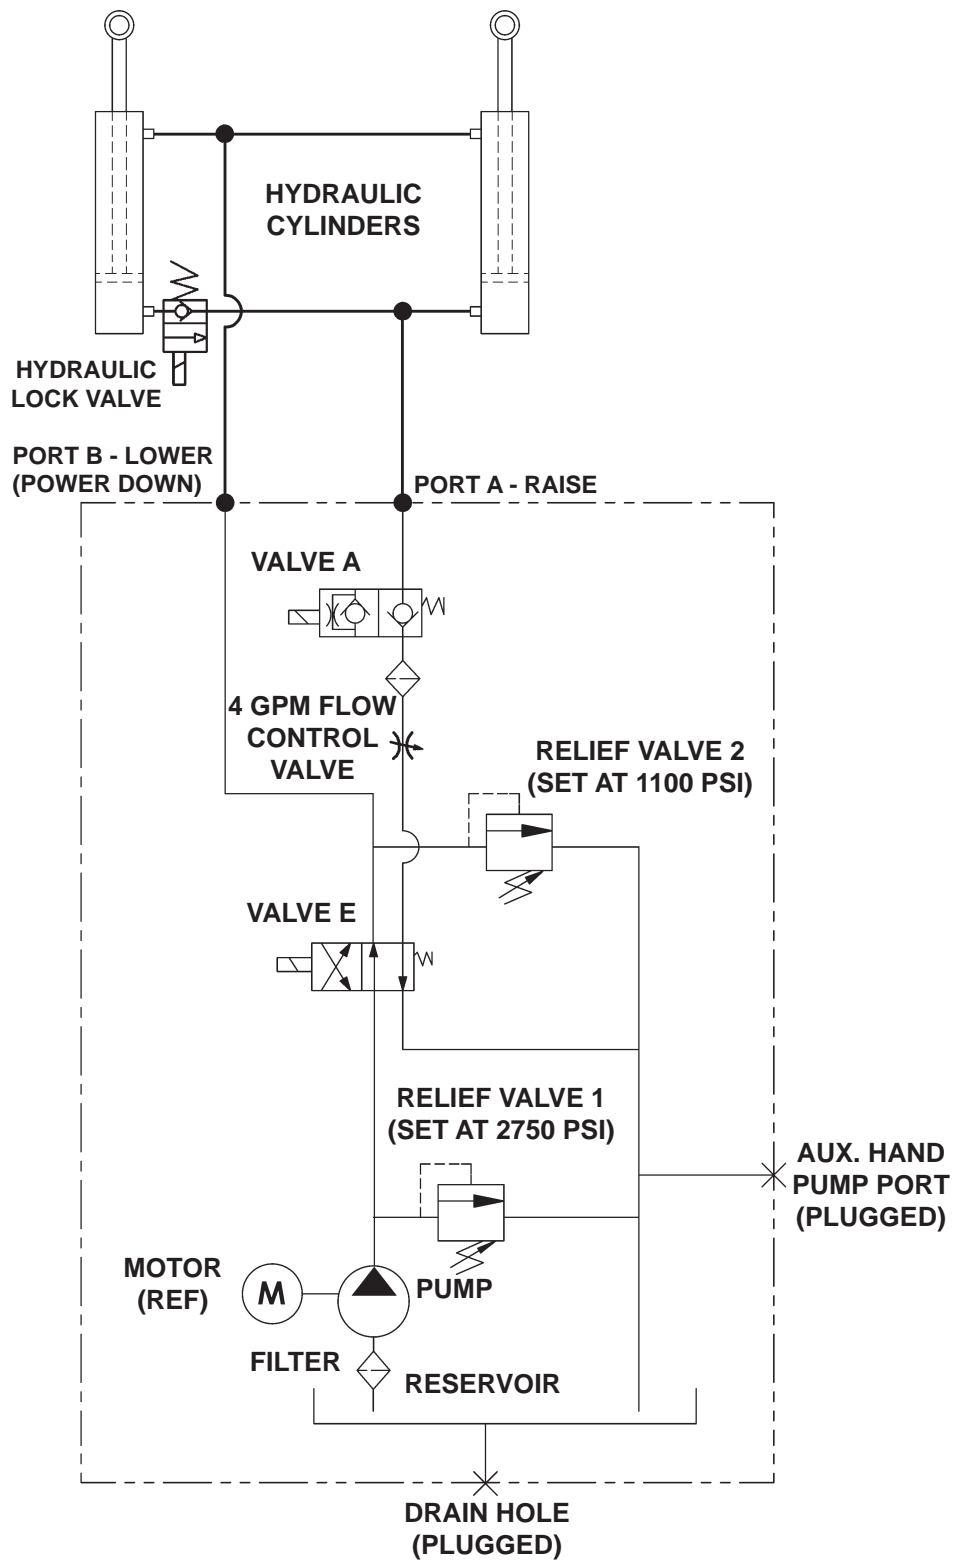 HYDRAULIC
CYLINDERS
HYDRAULIC
LOCK VALVE
PORT B - LOWER
(POWER DOWN)
PORT A - RAISE
VALVE A
4 GPM FLOW
CONTROL
VALVE
RELIEF VALVE 2
(SET AT 1100 PSI)
VALVE E
RELIEF VALVE 1
(SET AT 2750 PSI)
AUX. HAND
PUMP PORT
(PLUGGED)
MOTOR
(REF)
M
PUMP
FILTER
RESERVOIR
DRAIN HOLE
(PLUGGED)